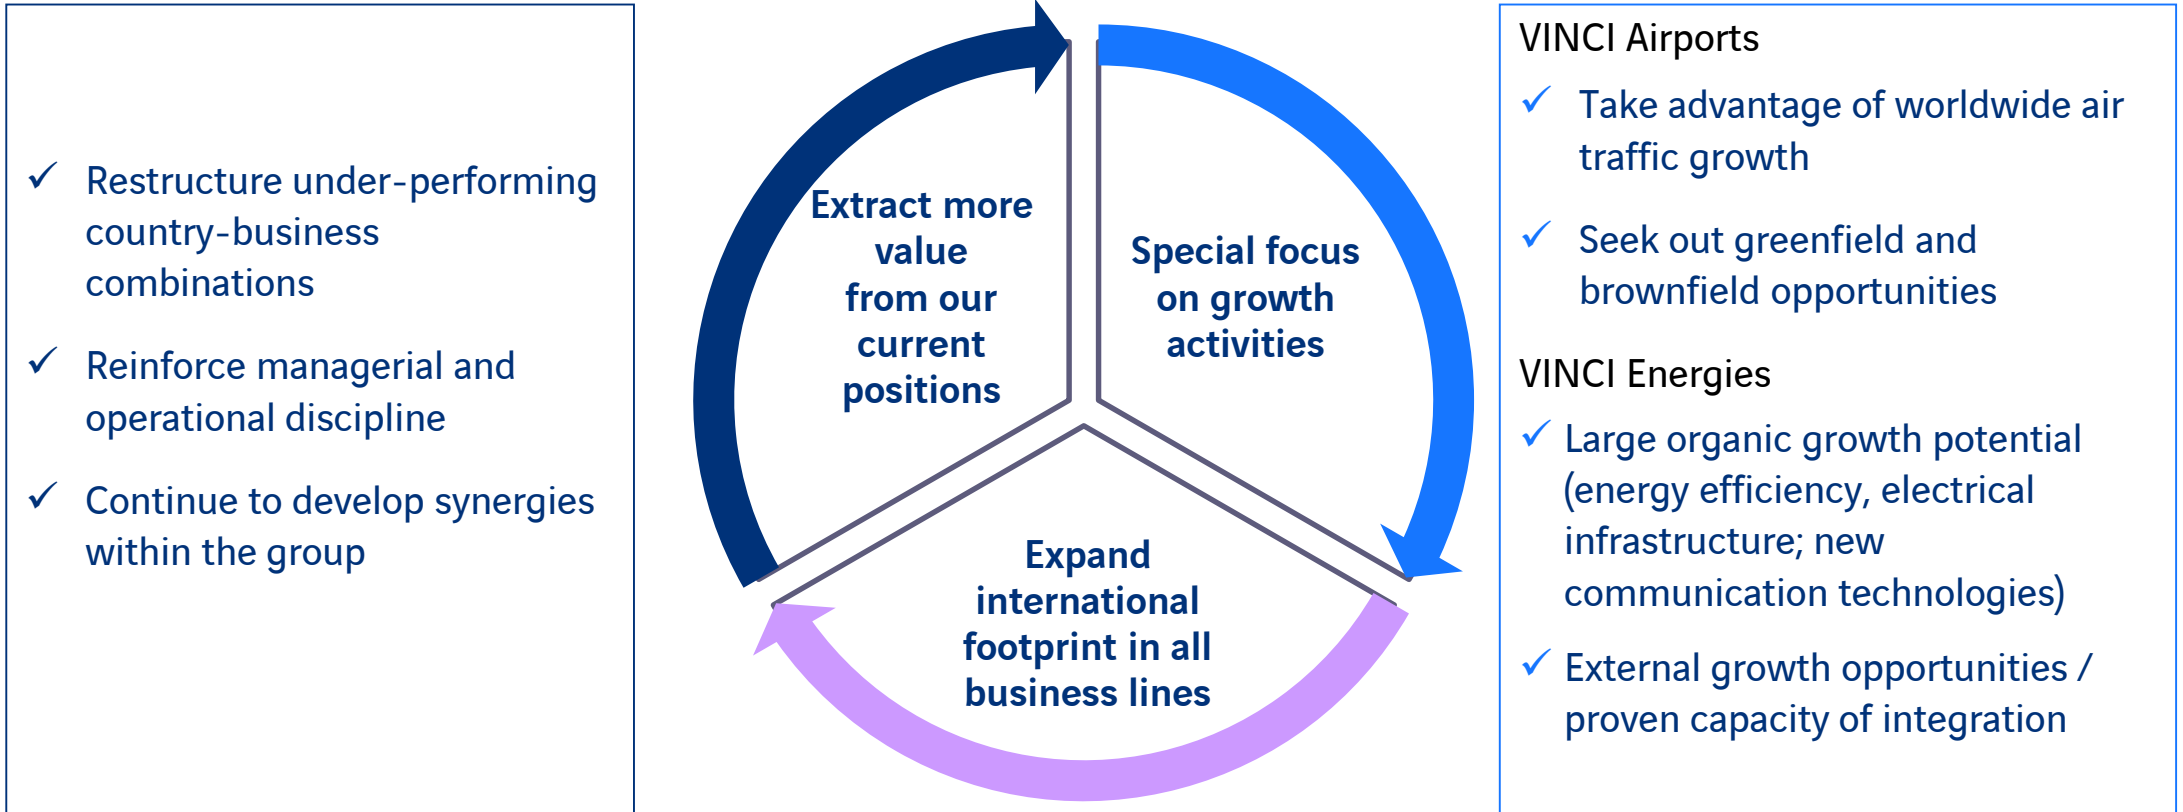 Restructure under-performing
country-business
combinations
Reinforce managerial and
operational discipline
Continue to develop synergies
within the group
Extract more
value
from our
current
positions
Special focus
on growth
activities
Expand
international
footprint in all
business lines
VINCI Airports
Take advantage of worldwide air
traffic growth
Seek out greenfield and
brownfield opportunities
VINCI Energies
Large organic growth potential
(energy efficiency, electrical
infrastructure; new
communication technologies)
External growth opportunities /
proven capacity of integration